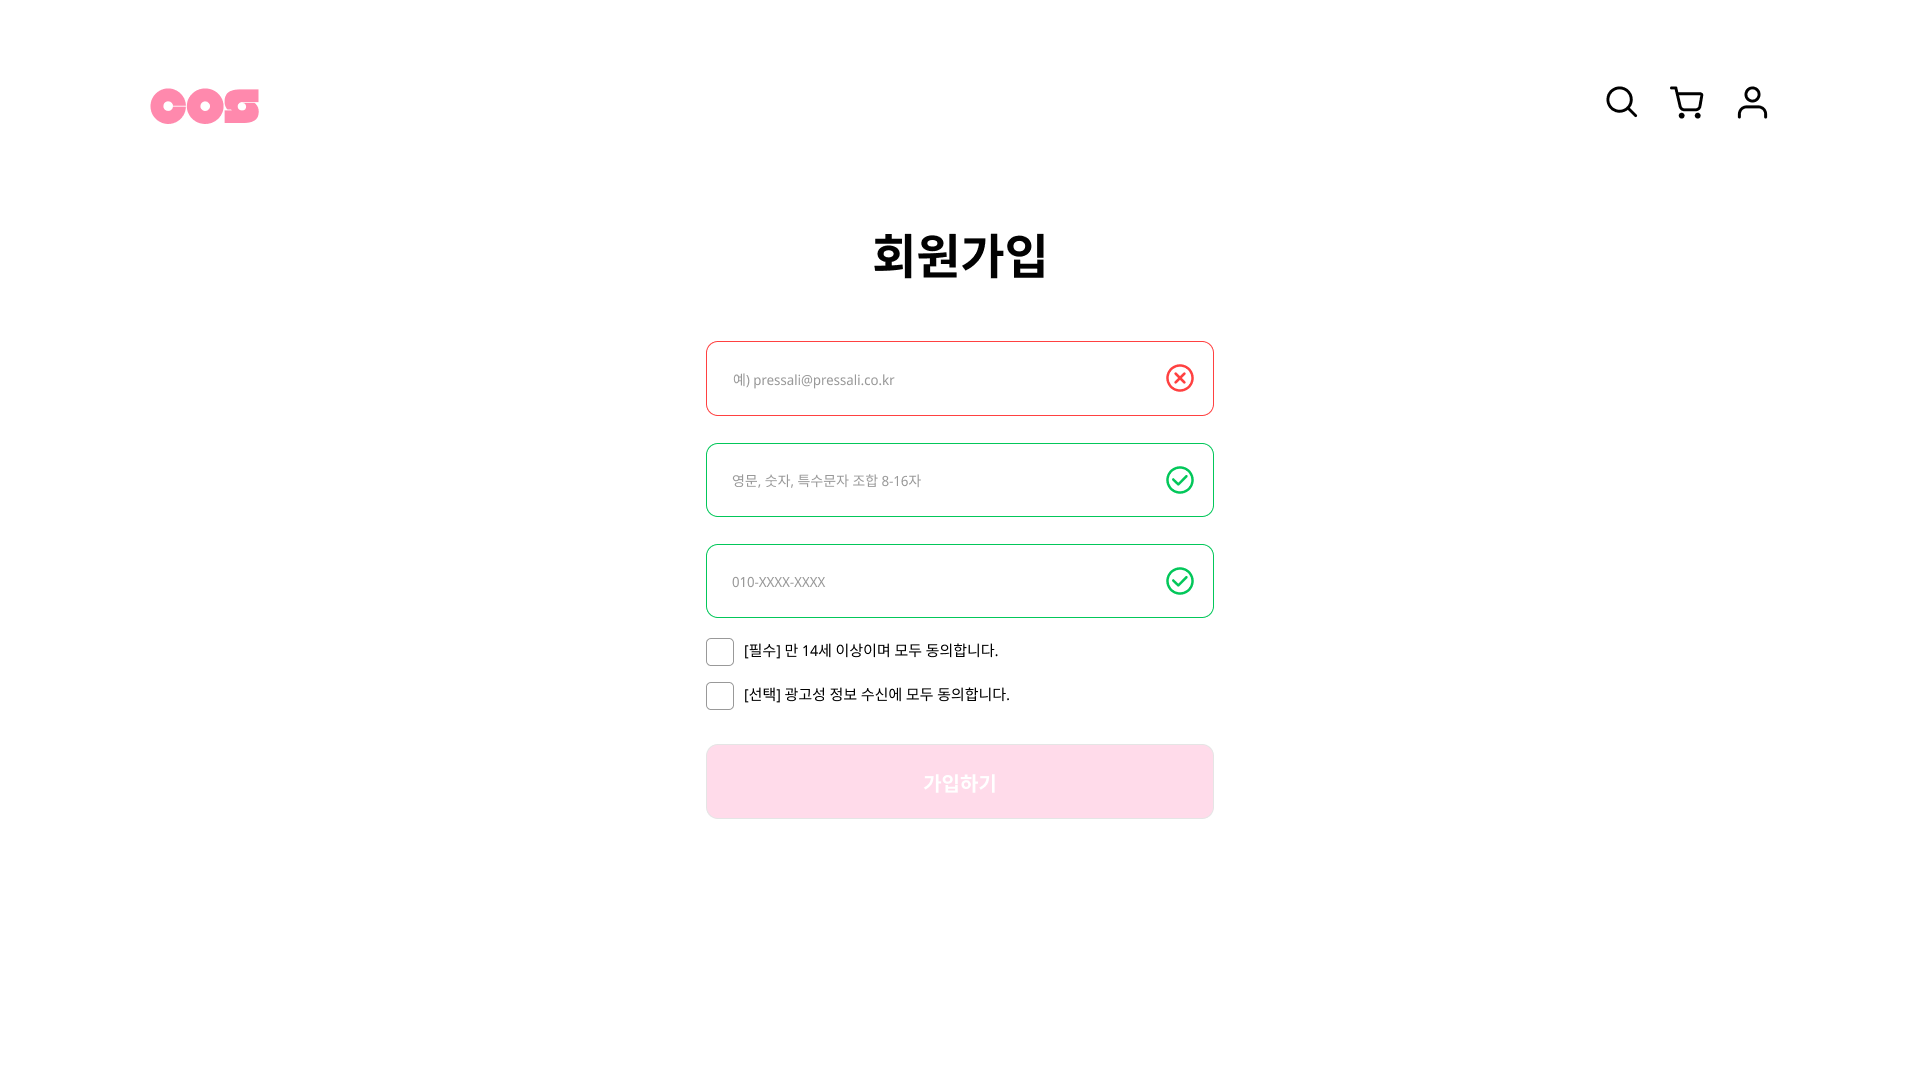 cos
회원가입
예) pressali@pressali.co.kr
영문, 숫자, 특수문자 조합 8-16자
010-XXXX-XXXX
[필수] 만 14세 이상이며 모두 동의합니다.
[선택] 광고성 정보 수신에 모두 동의합니다.
가입하기